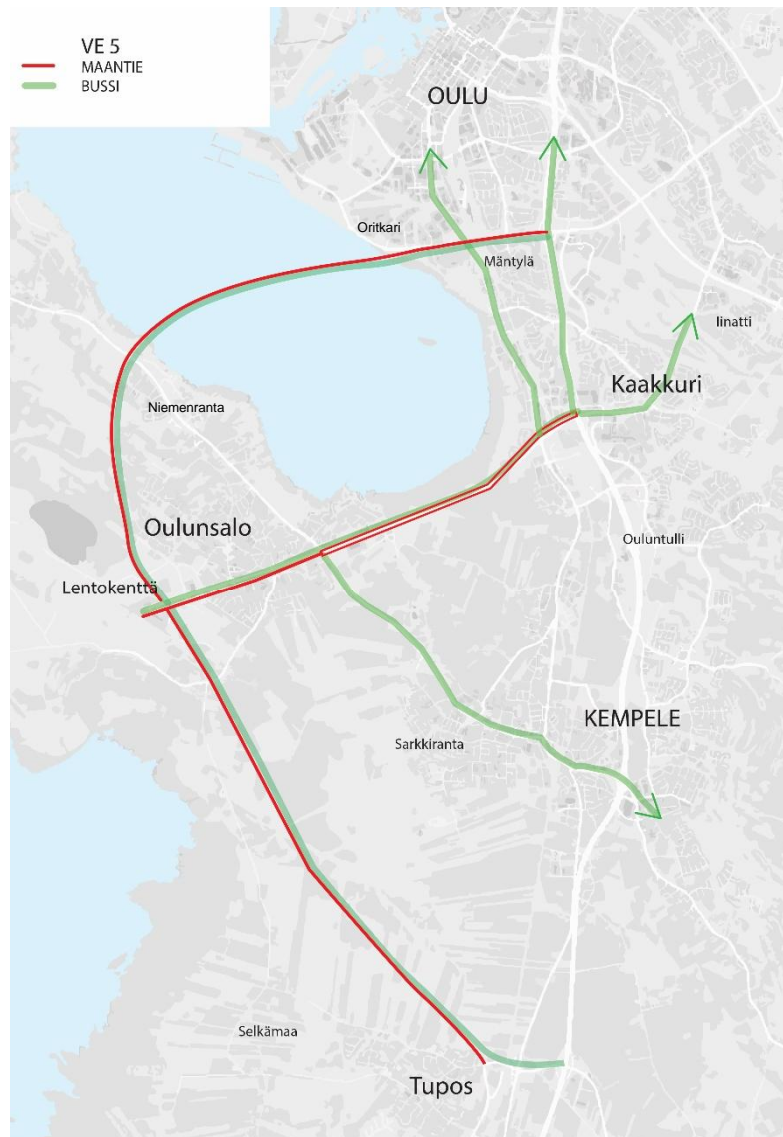 VE 5
MAANTIE
BUSSI
OULU
Oritkari
Mäntylä
Iinatti
Kaakkuri
Niemenranta
Oulunsalo
Ouluntulli
Lentokenttä
KEMPELE
Sarkkiranta
Selkämaa
Tupos